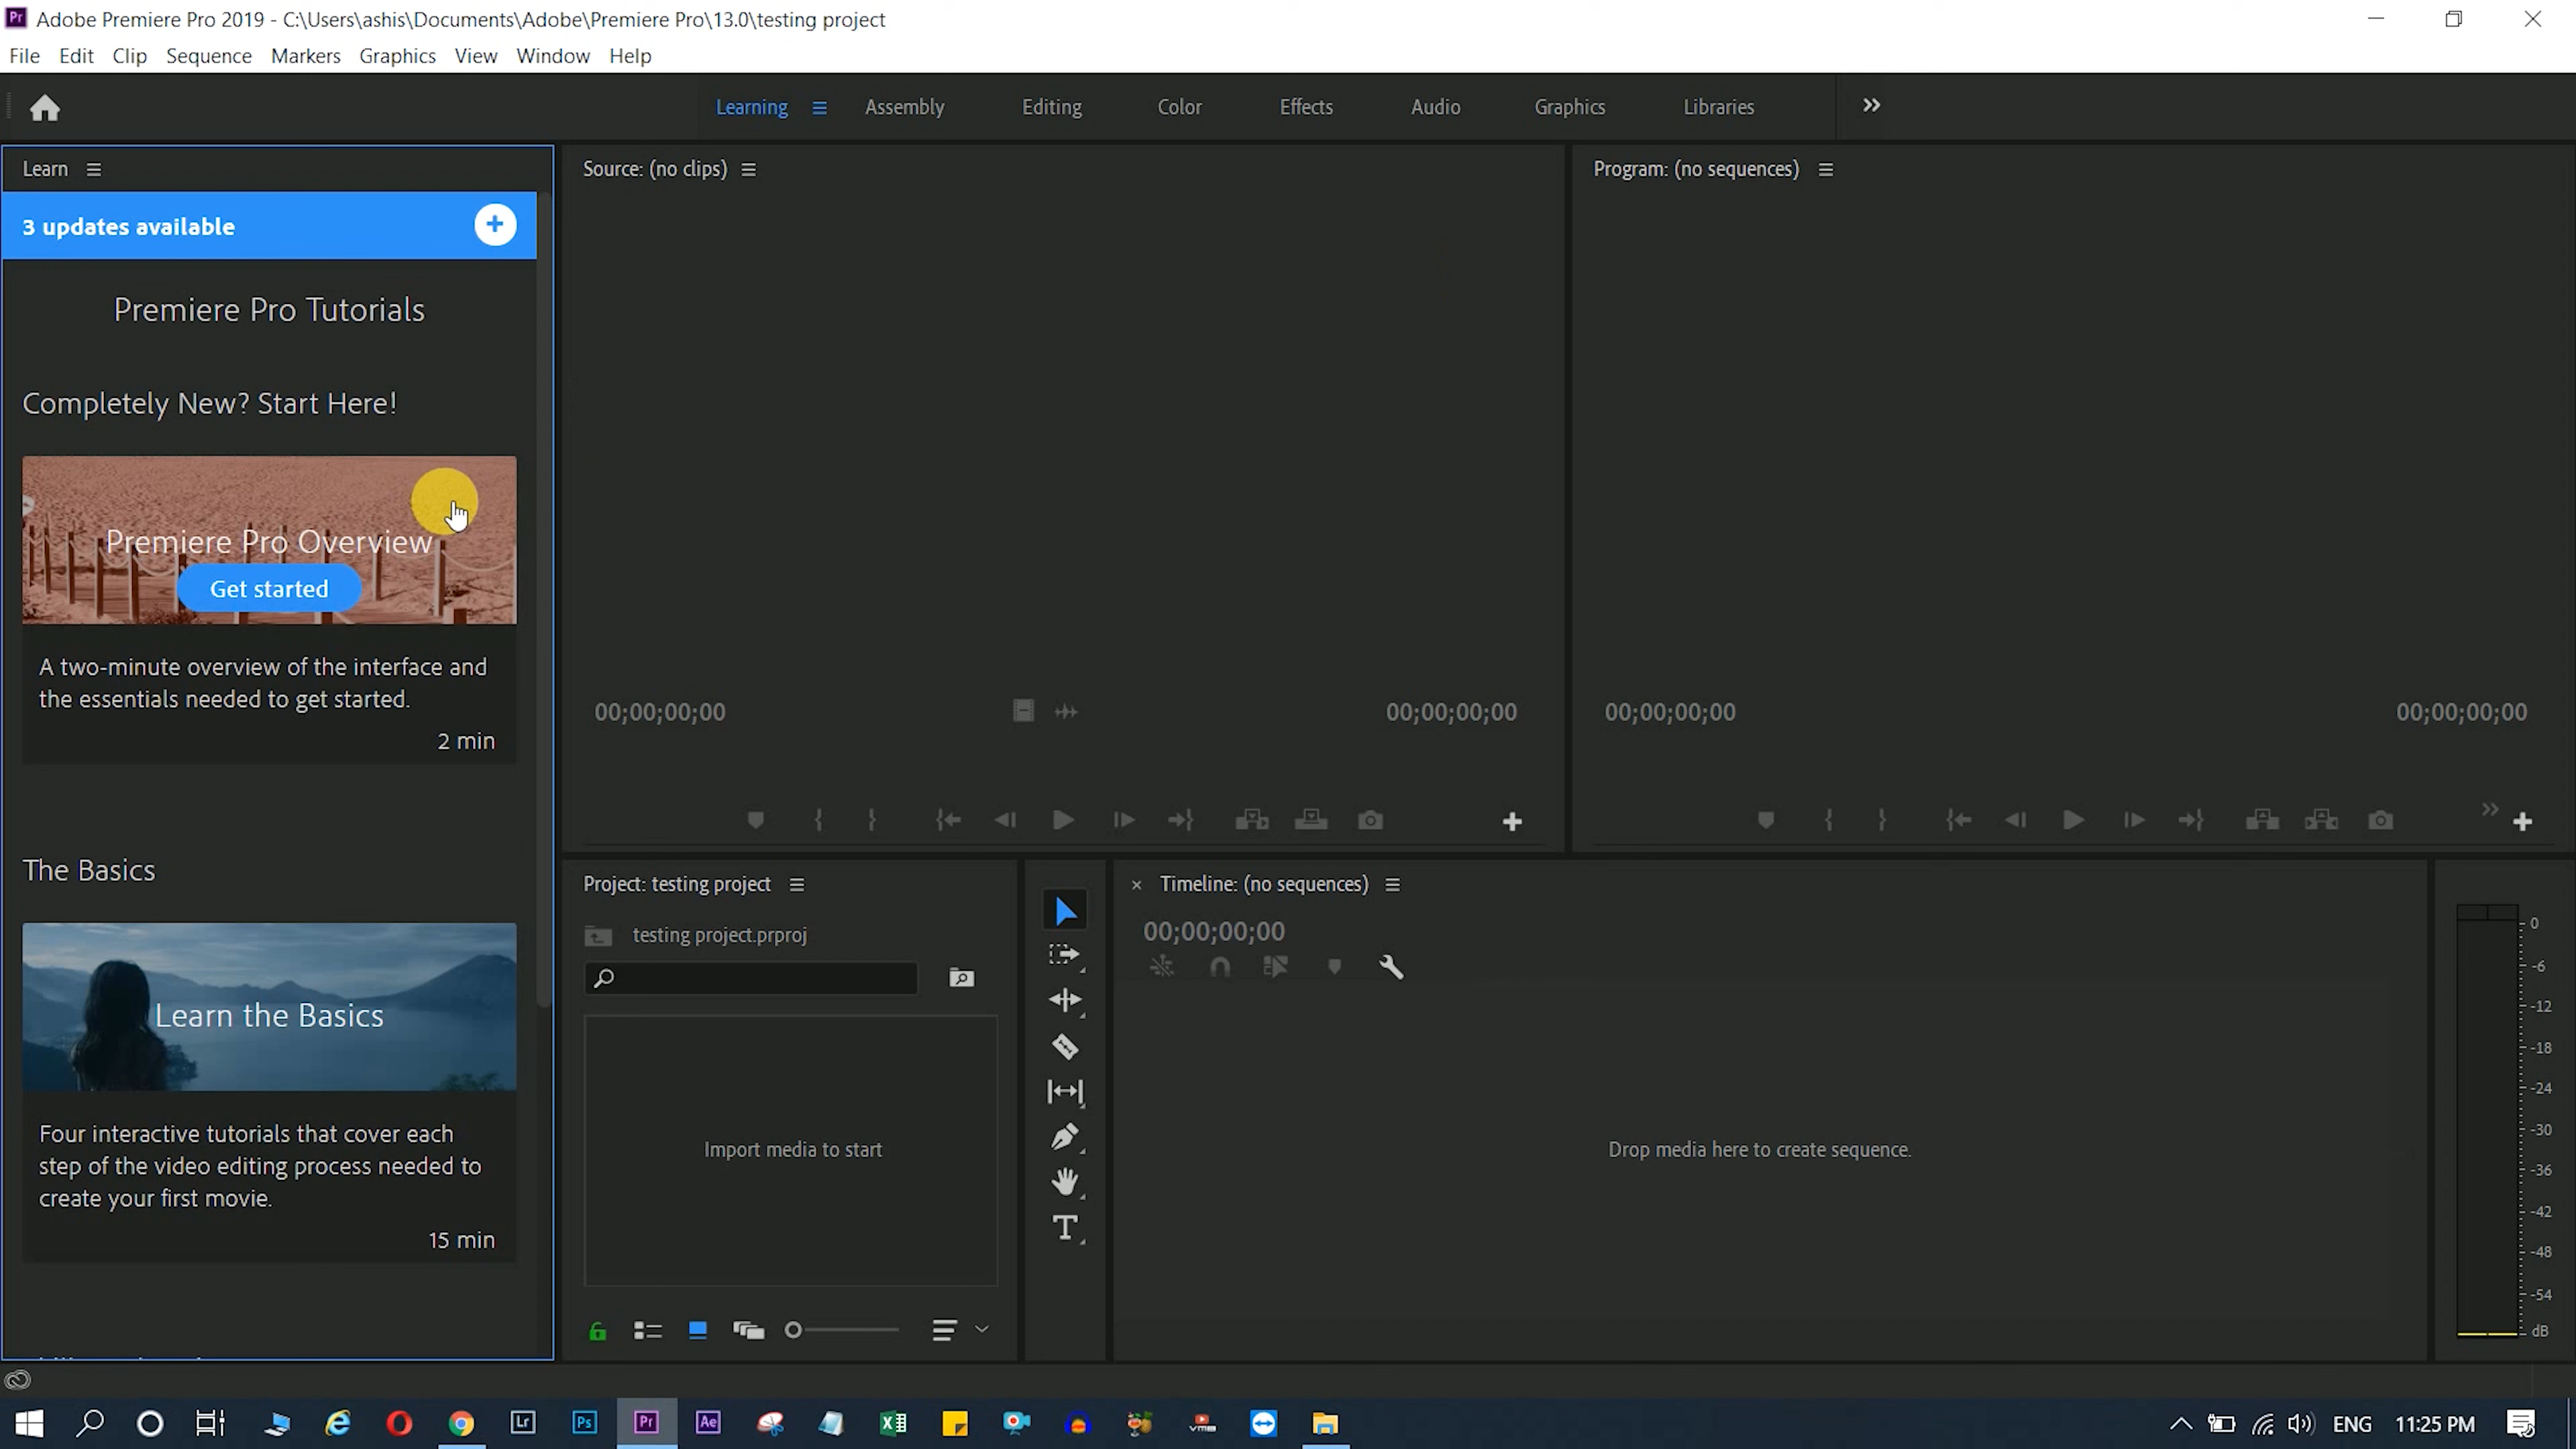 Pr Adobe Premiere Pro 2019 - C:\Users\ashis\Documents\Adobe\Premiere Pro\13.0\testing project
File Edit Clip Sequence Markers Graphics View Window Help
Learning Assembly Editing Color Effects Audio Graphics Libraries
Learn
3 updates available
Premiere Pro Tutorials
Completely New? Start Here!
Premiere Pro Overview
Get started
A two-minute overview of the interface and
the essentials needed to get started.
2 min
The Basics
Learn the Basics
Four interactive tutorials that cover each
step of the video editing process needed to
create your first movie.
15 min
Source: (no clips)
00;00;00;00
00;00;00;00
Program: (no sequences)
00;00;00;00
00;00;00;00
Project: testing project
testing project.prproj
Import media to start
Timeline: (no sequences)
00;00;00;00
Drop media here to create sequence.
0
-6
-12
-18
-24
-30
-36
-42
-48
-54
dB
Lr Ps Pr Ae
ENG 11:25 PM